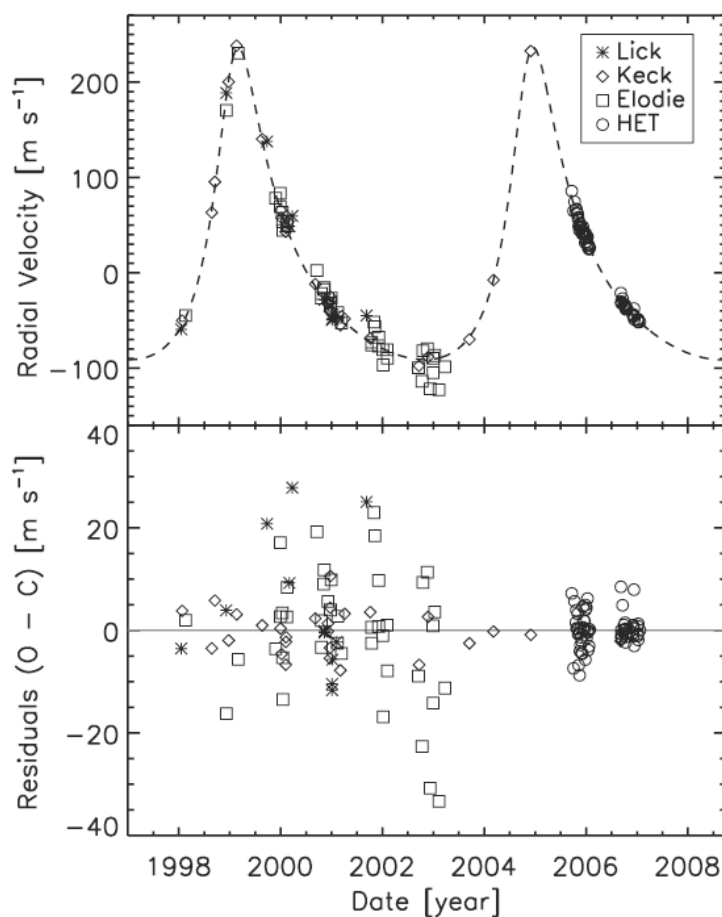 200
100
0
−100
Radial Velocity [m s⁻¹]
Lick
Keck
Elodie
HET
40
20
0
−20
−40
Residuals (O − C) [m s⁻¹]
1998 2000 2002 2004 2006 2008
Date [year]